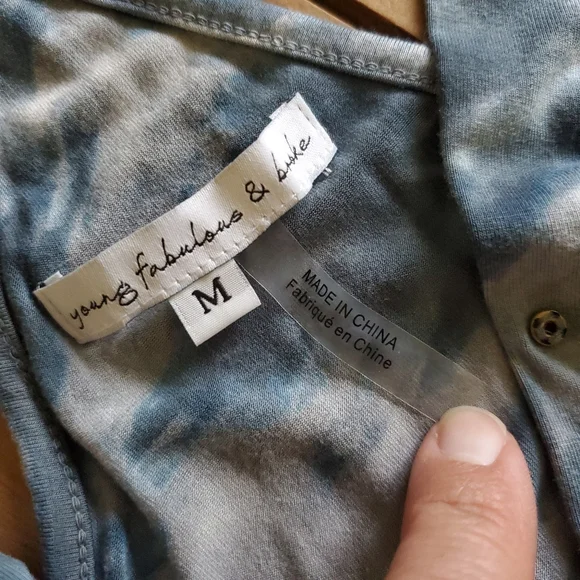 young fabulous & broke
M
MADE IN CHINA
Fabriqué en Chine